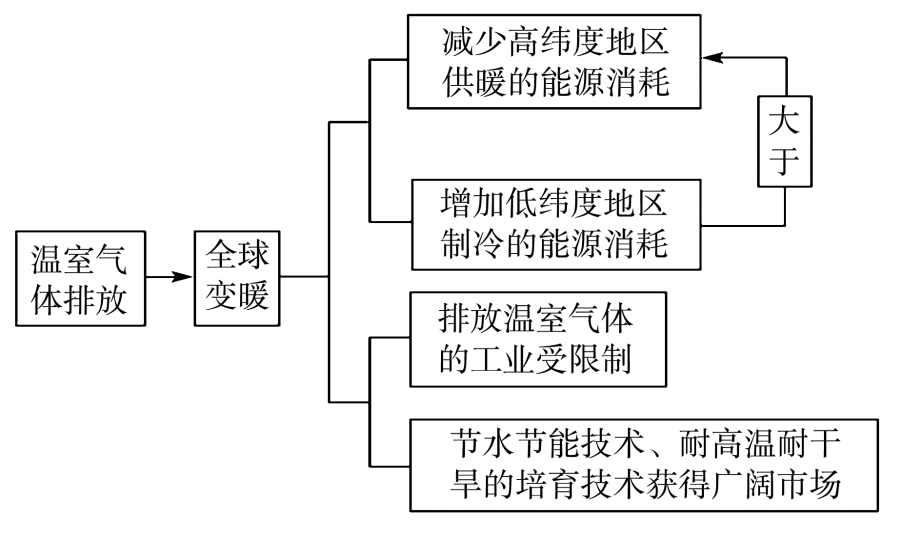 减少高纬度地区
供暖的能源消耗
大
于
增加低纬度地区
制冷的能源消耗
温室气
体排放
全球
变暖
排放温室气体
的工业受限制
节水节能技术、耐高温耐干
旱的培育技术获得广阔市场